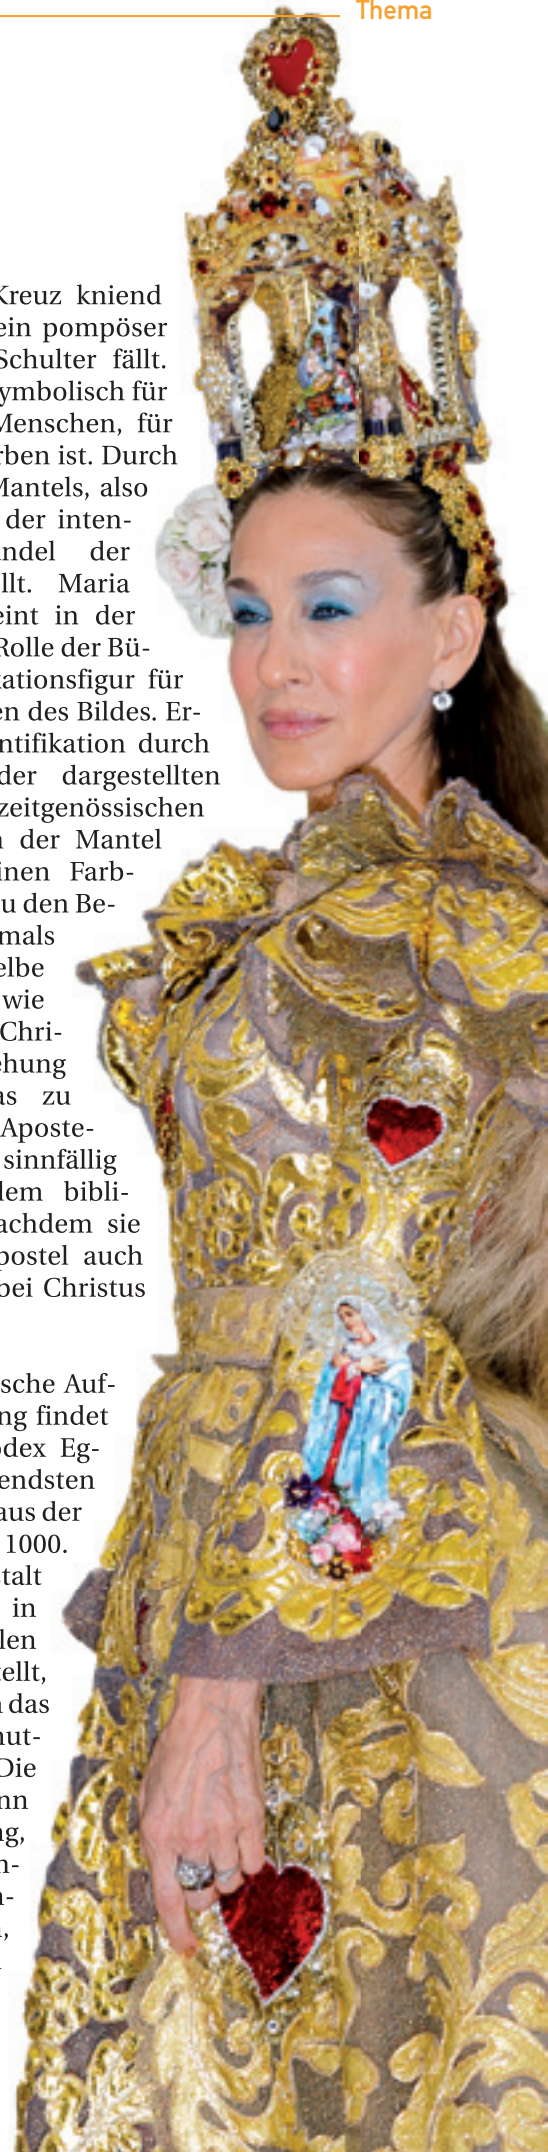 Thema
Kreuz kniend
ein pompöser
Schulter fällt.
ymbolisch für
Menschen, für
rben ist. Durch
Mantels, also
der inten-
ndel der
llt. Maria
eint in der
Rolle der Bü-
ationsfigur für
en des Bildes. Er-
ntifikation durch
der dargestellten
zeitgenössischen
der Mantel
inen Farb-
u den Be-
mals
elbe
wie
Chri-
ehung
as zu
Aposte-
sinnfällig
dem bibli-
achdem sie
postel auch
bei Christus
sche Auf-
ng findet
odex Eg-
endsten
aus der
1000.
talt
in
len
ellt,
das
nut-
Die
nn
ng,
n-
n-